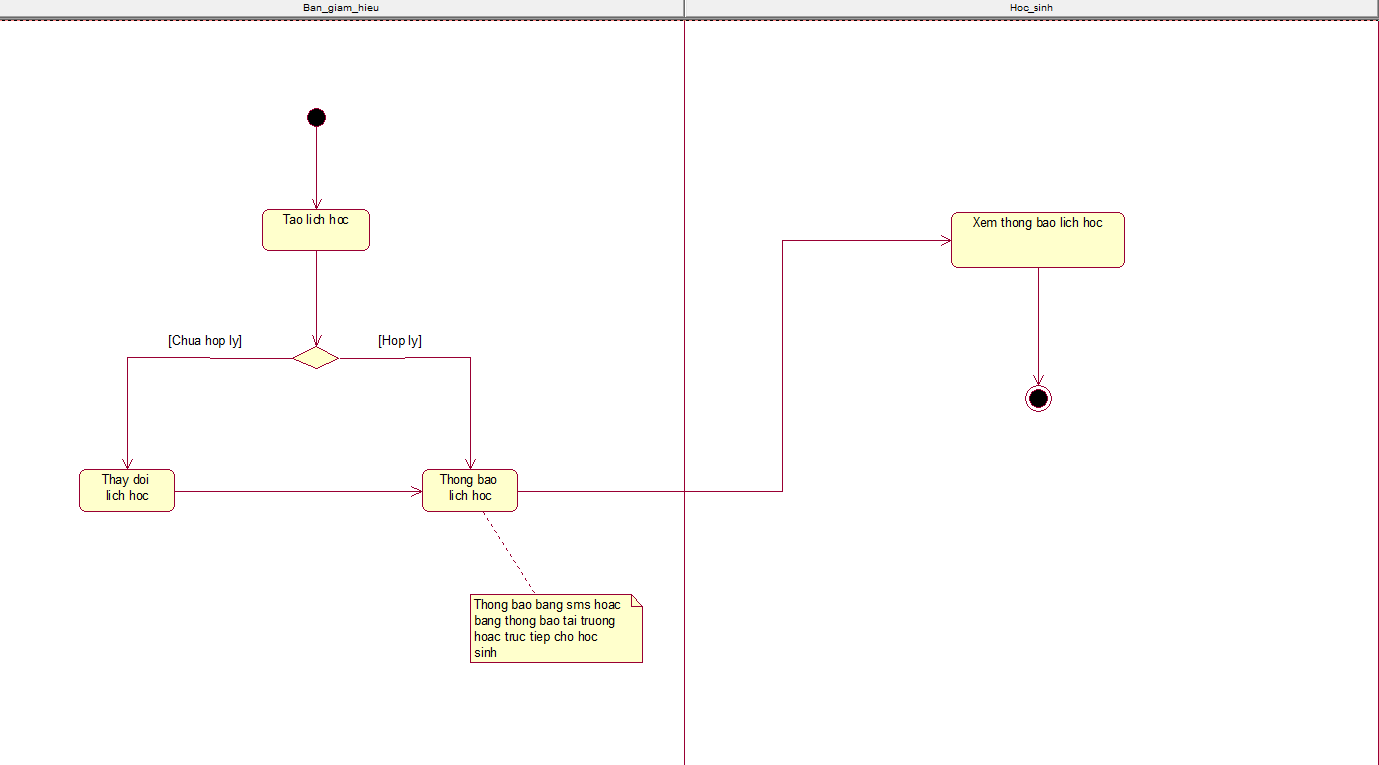 Ban_giam_hieu
Hoc_sinh
Tao lich hoc
Xem thong bao lich hoc
[Chua hop ly]
[Hop ly]
Thay doi
lich hoc
Thong bao
lich hoc
Thong bao bang sms hoac
bang thong bao tai truong
hoac truc tiep cho hoc
sinh